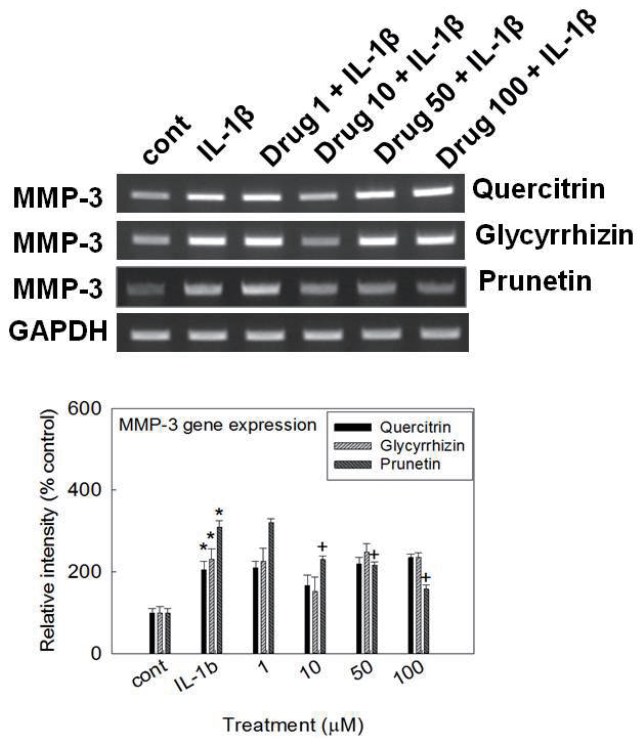 cont IL-1β Drug 1 + IL-1β Drug 10 + IL-1β Drug 50 + IL-1β Drug 100 + IL-1β
MMP-3 Quercitrin
MMP-3 Glycyrrhizin
MMP-3 Prunetin
GAPDH
600
MMP-3 gene expression
Quercitrin
Glycyrrhizin
Prunetin
400
200
0
Relative intensity (% control)
* * *
+ + +
cont IL-1b 1 10 50 100
Treatment (μM)